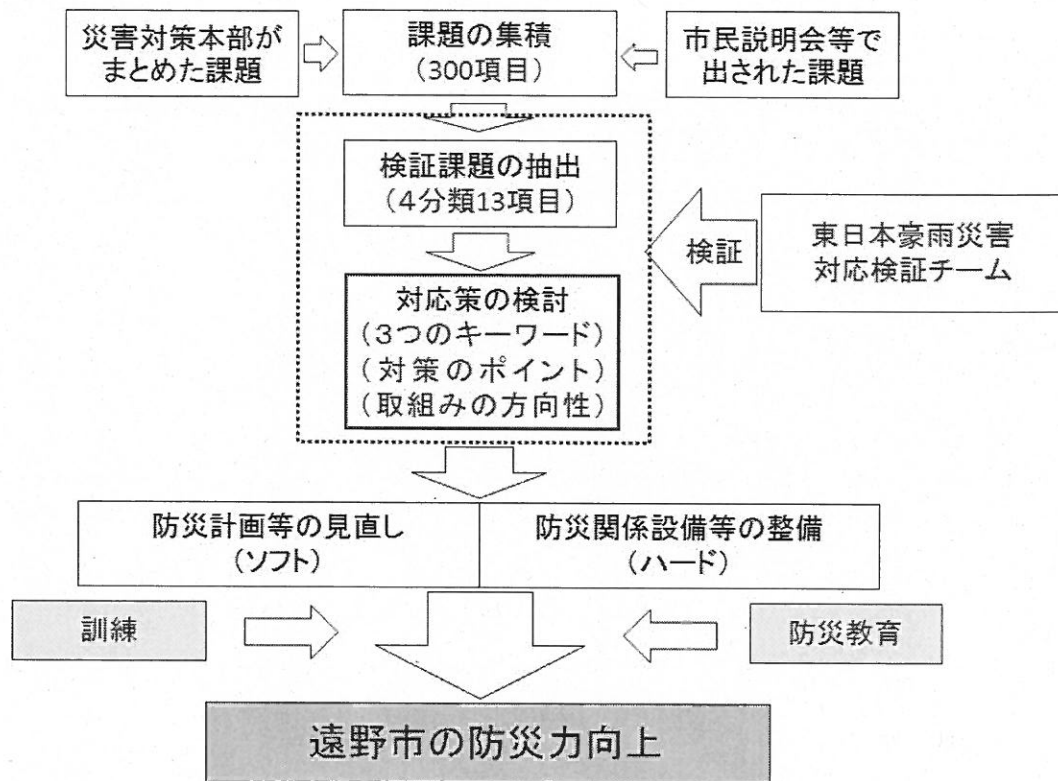 災害対策本部が
まとめた課題
課題の集積
（300項目）
市民説明会等で
出された課題
検証課題の抽出
（４分類13項目）
対応策の検討
（３つのキーワード）
（対策のポイント）
（取組みの方向性）
検証
東日本豪雨災害
対応検証チーム
防災計画等の見直し
（ソフト）
防災関係設備等の整備
（ハード）
訓練
防災教育
遠野市の防災力向上